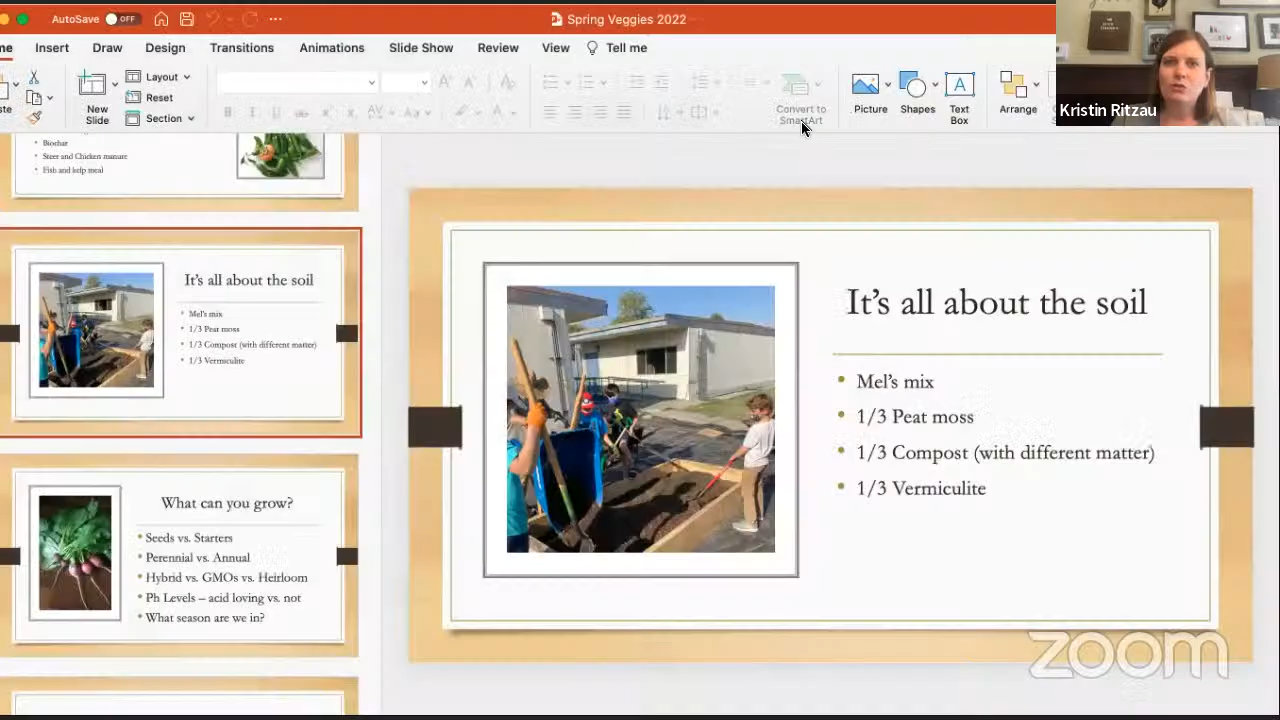 AutoSave OFF
Spring Veggies 2022
me Insert Draw Design Transitions Animations Slide Show Review View Tell me
Layout
Reset
Section
New
Slide
ste
Aa
Convert to
SmartArt
Picture
Shapes
Text
Box
Arrange
Kristin Ritzau
• Biochar
• Steer and Chicken manure
• Fish and kelp meal
It's all about the soil
• Mel's mix
• 1/3 Peat moss
• 1/3 Compost (with different matter)
• 1/3 Vermiculite
What can you grow?
• Seeds vs. Starters
• Perennial vs. Annual
• Hybrid vs. GMOs vs. Heirloom
• Ph Levels – acid loving vs. not
• What season are we in?
It's all about the soil
• Mel's mix
• 1/3 Peat moss
• 1/3 Compost (with different matter)
• 1/3 Vermiculite
zoom